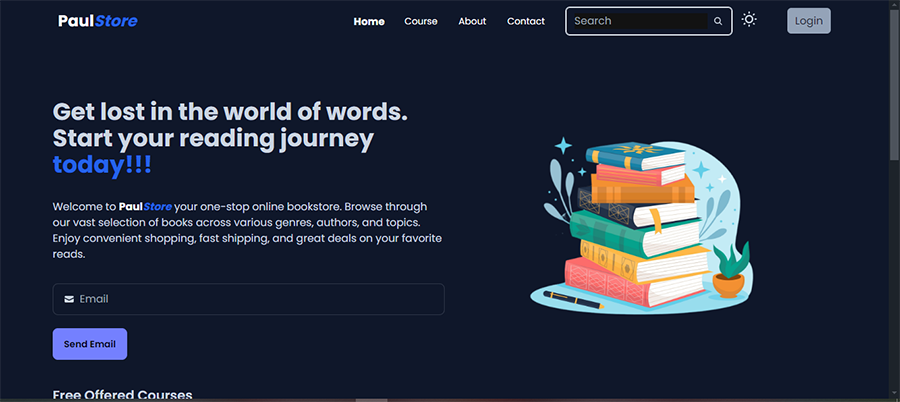 PaulStore
Home
Course
About
Contact
Search
Login
Get lost in the world of words.
Start your reading journey
today!!!
Welcome to PaulStore your one-stop online bookstore. Browse through
our vast selection of books across various genres, authors, and topics.
Enjoy convenient shopping, fast shipping, and great deals on your favorite
reads.
Email
Send Email
Free Offered Courses